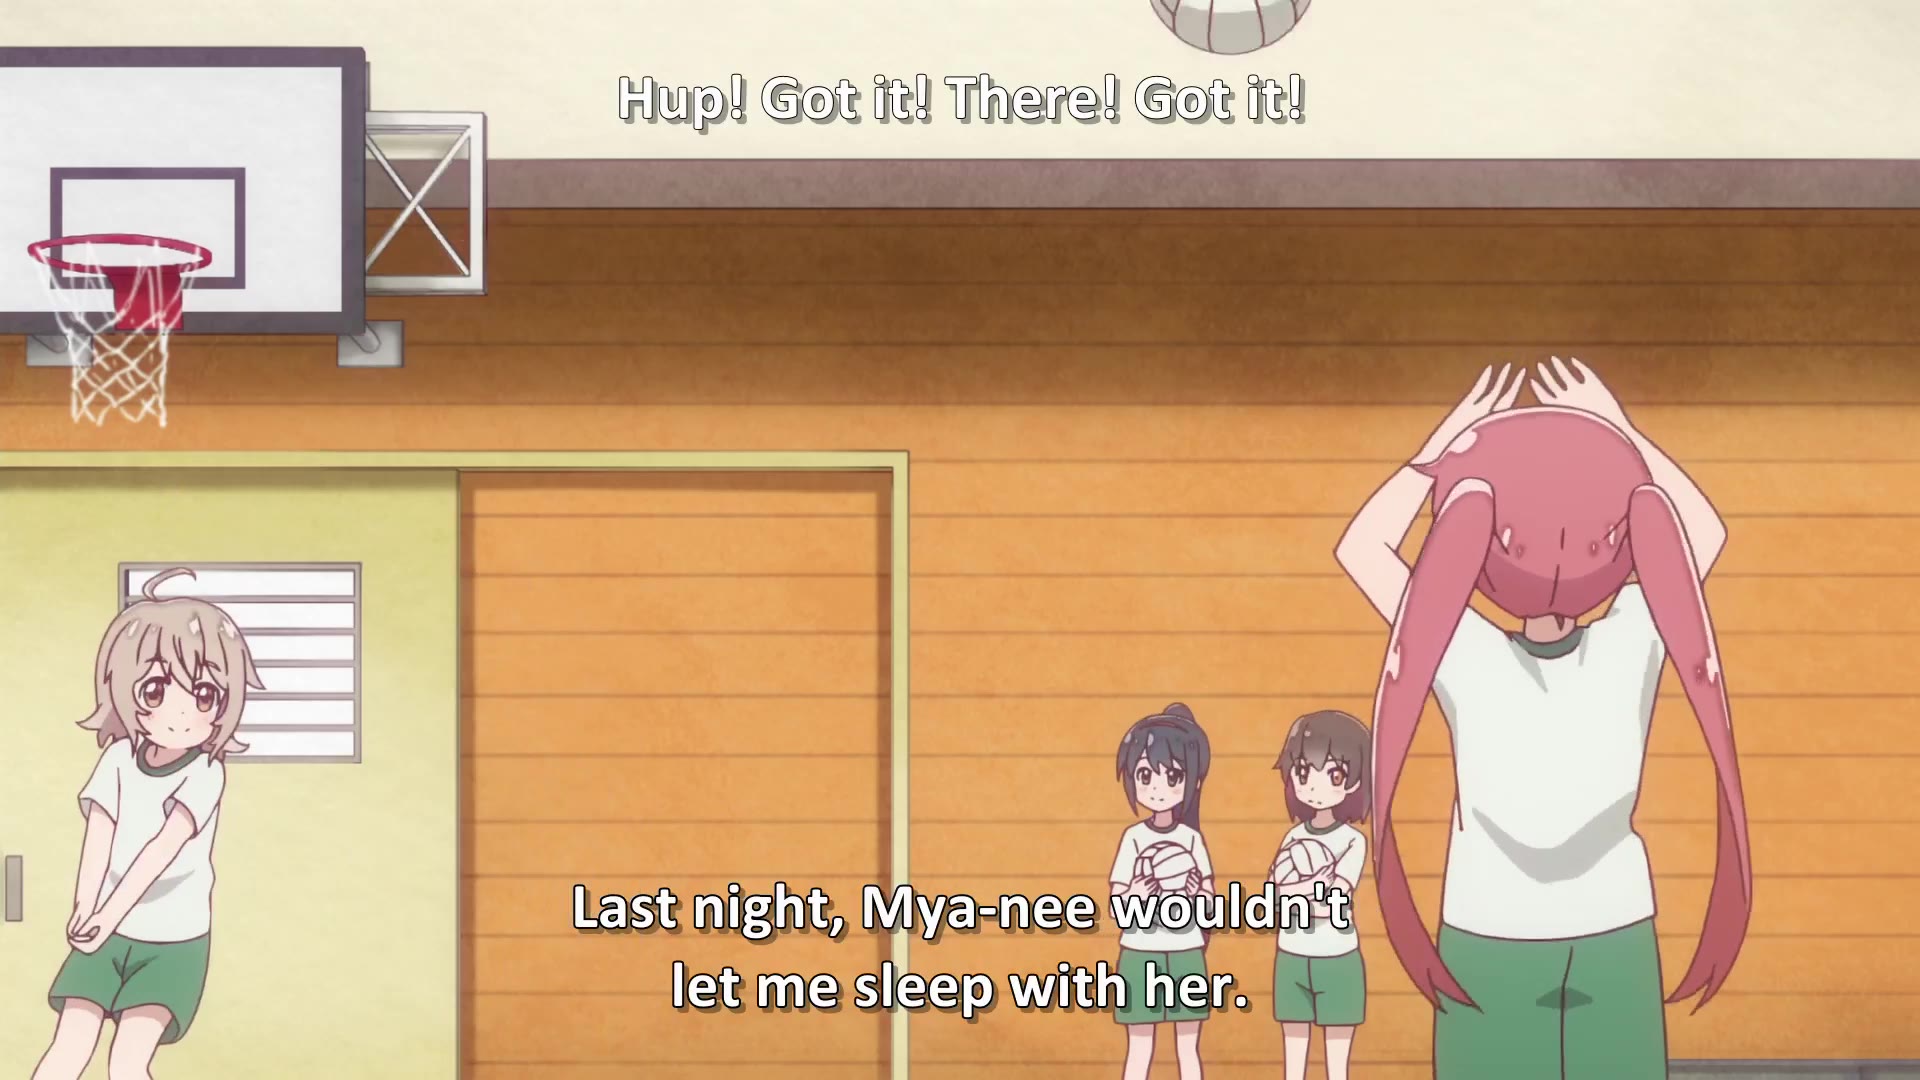 Hup! Got it! There! Got it!
Last night, Mya-nee wouldn't
let me sleep with her.